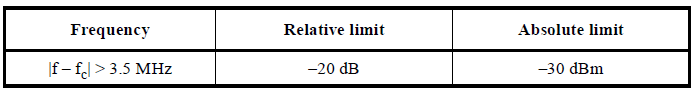 Frequency Relative limit Absolute limit
|f – fc| > 3.5 MHz –20 dB –30 dBm